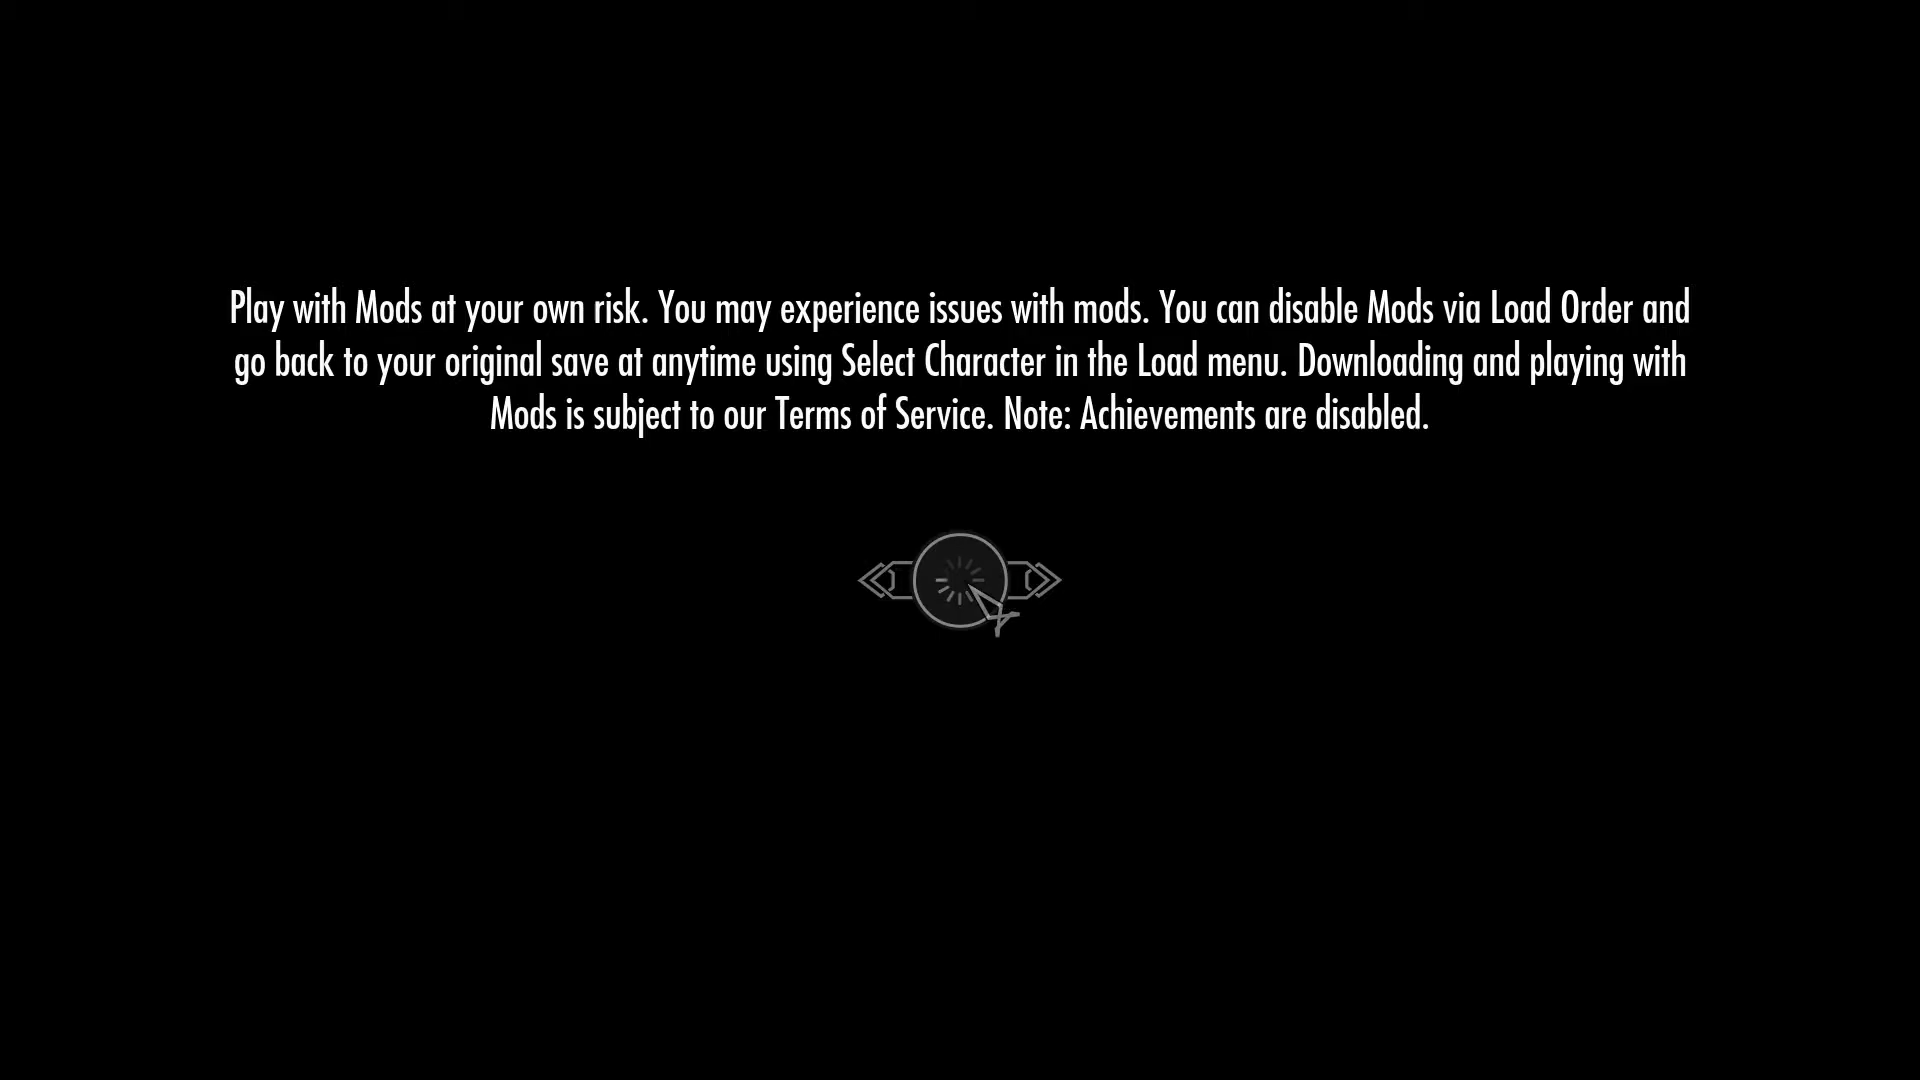 Play with Mods at your own risk. You may experience issues with mods. You can disable Mods via Load Order and
go back to your original save at anytime using Select Character in the Load menu. Downloading and playing with
Mods is subject to our Terms of Service. Note: Achievements are disabled.